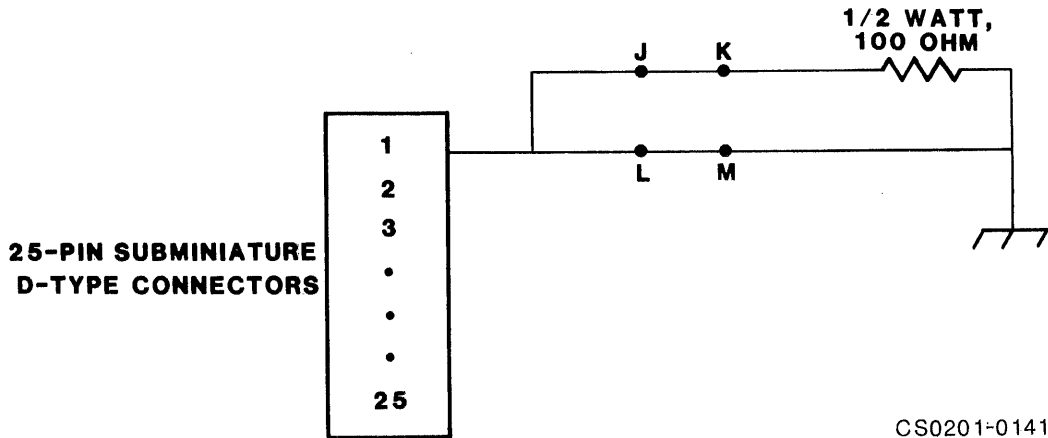 1/2 WATT,
100 OHM
J
K
L
M
1
2
3
25
25-PIN SUBMINIATURE
D-TYPE CONNECTORS
CS0201-0141